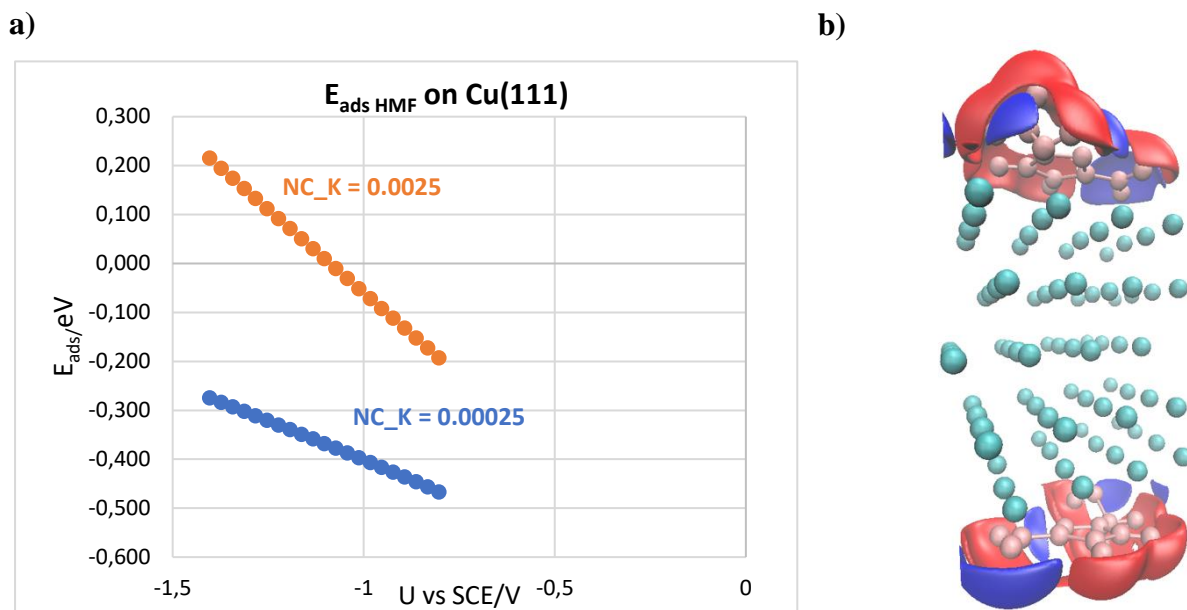 a)
b)
E_ads HMF on Cu(111)
0,300
0,200
0,100
0,000
-0,100
-0,200
-0,300
-0,400
-0,500
-0,600
E_ads/eV
NC_K = 0.0025
NC_K = 0.00025
-1,5
-1
-0,5
0
U vs SCE/V